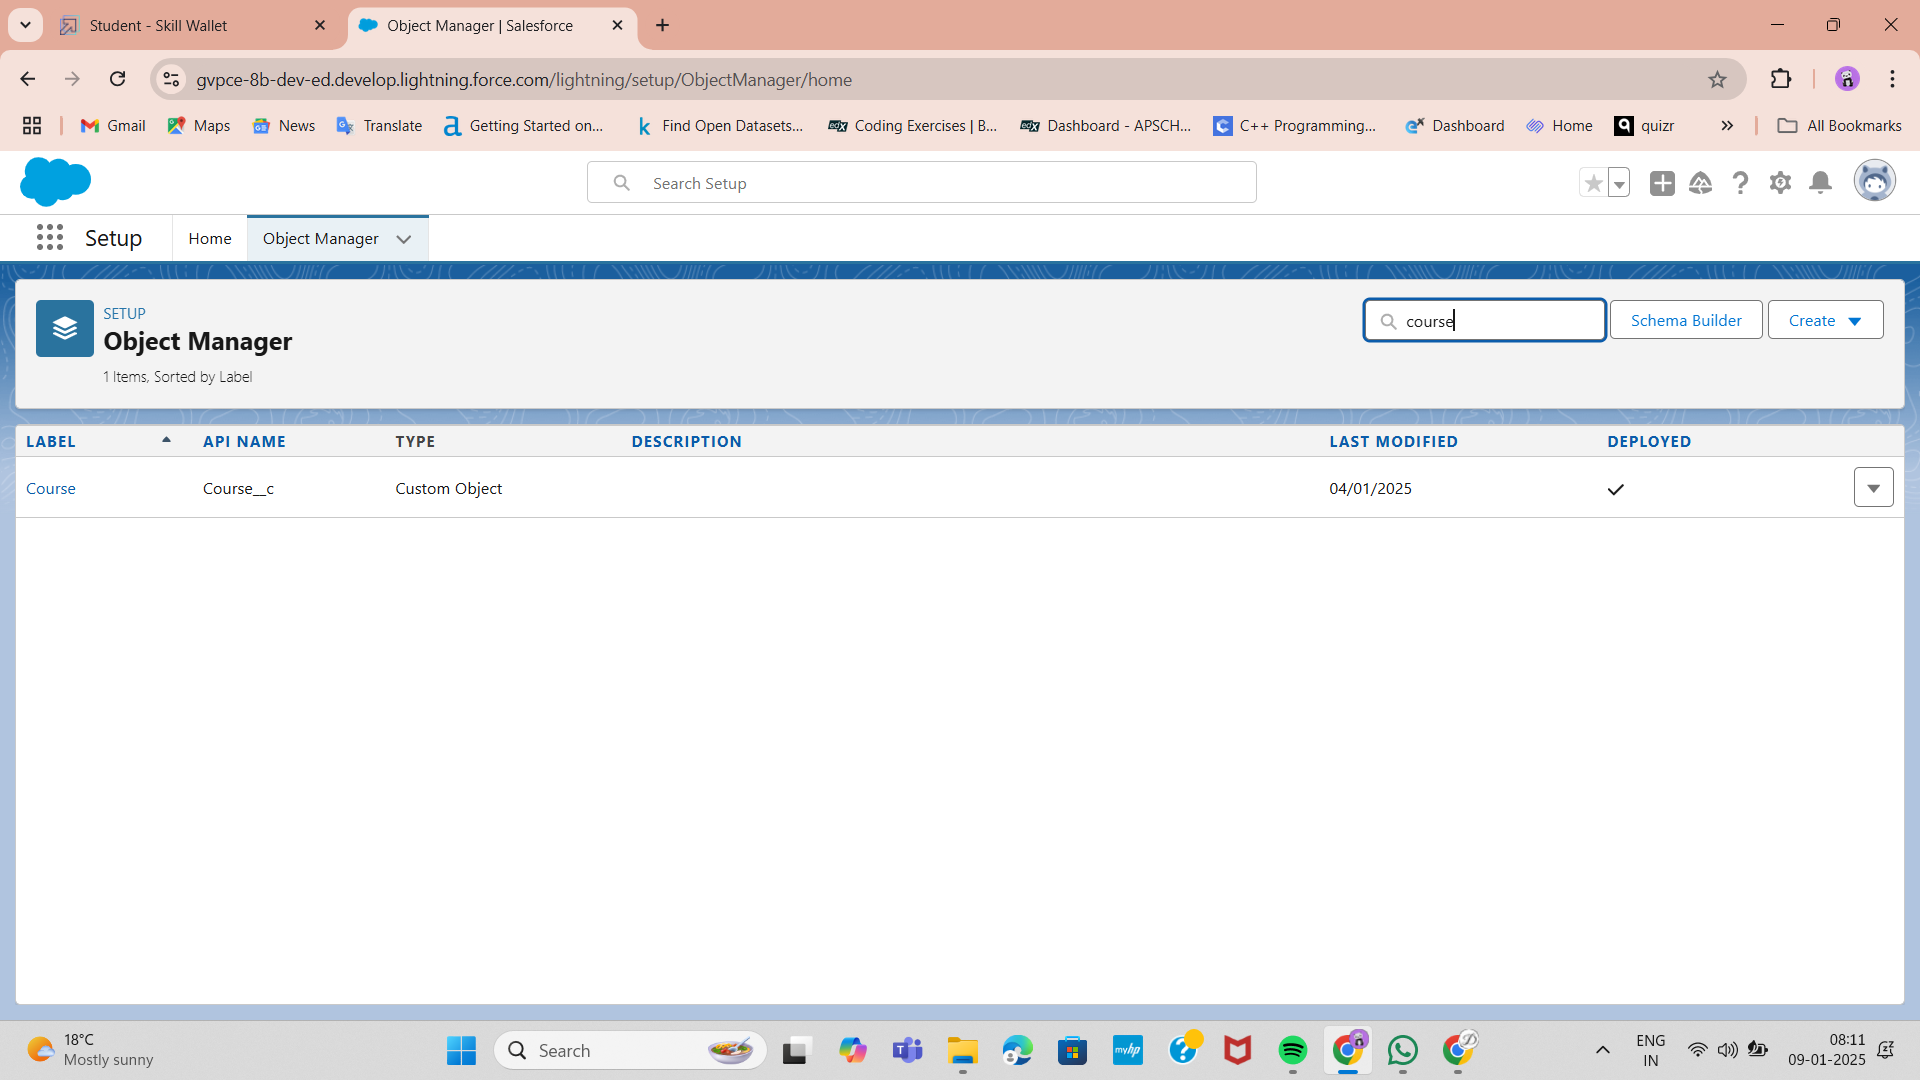 Student - Skill Wallet
Object Manager | Salesforce
gvpce-8b-dev-ed.develop.lightning.force.com/lightning/setup/ObjectManager/home
Gmail
Maps
News
Translate
Getting Started on...
Find Open Datasets...
Coding Exercises | B...
Dashboard - APSCH...
C++ Programming...
Dashboard
Home
quizr
All Bookmarks
Search Setup
Setup
Home
Object Manager
SETUP
Object Manager
1 Items, Sorted by Label
course
Schema Builder
Create
LABEL API NAME TYPE DESCRIPTION LAST MODIFIED DEPLOYED
Course Course__c Custom Object 04/01/2025
18°C
Mostly sunny
Search
myhp
ENG
IN
08:11
09-01-2025